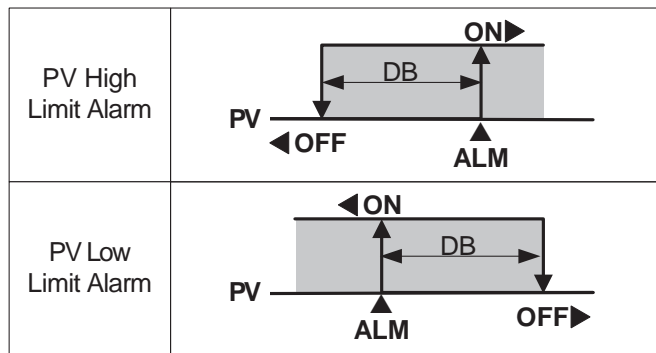 PV High
Limit Alarm
ON▶
DB
PV
◀OFF
ALM
PV Low
Limit Alarm
◀ON
DB
PV
ALM
OFF▶